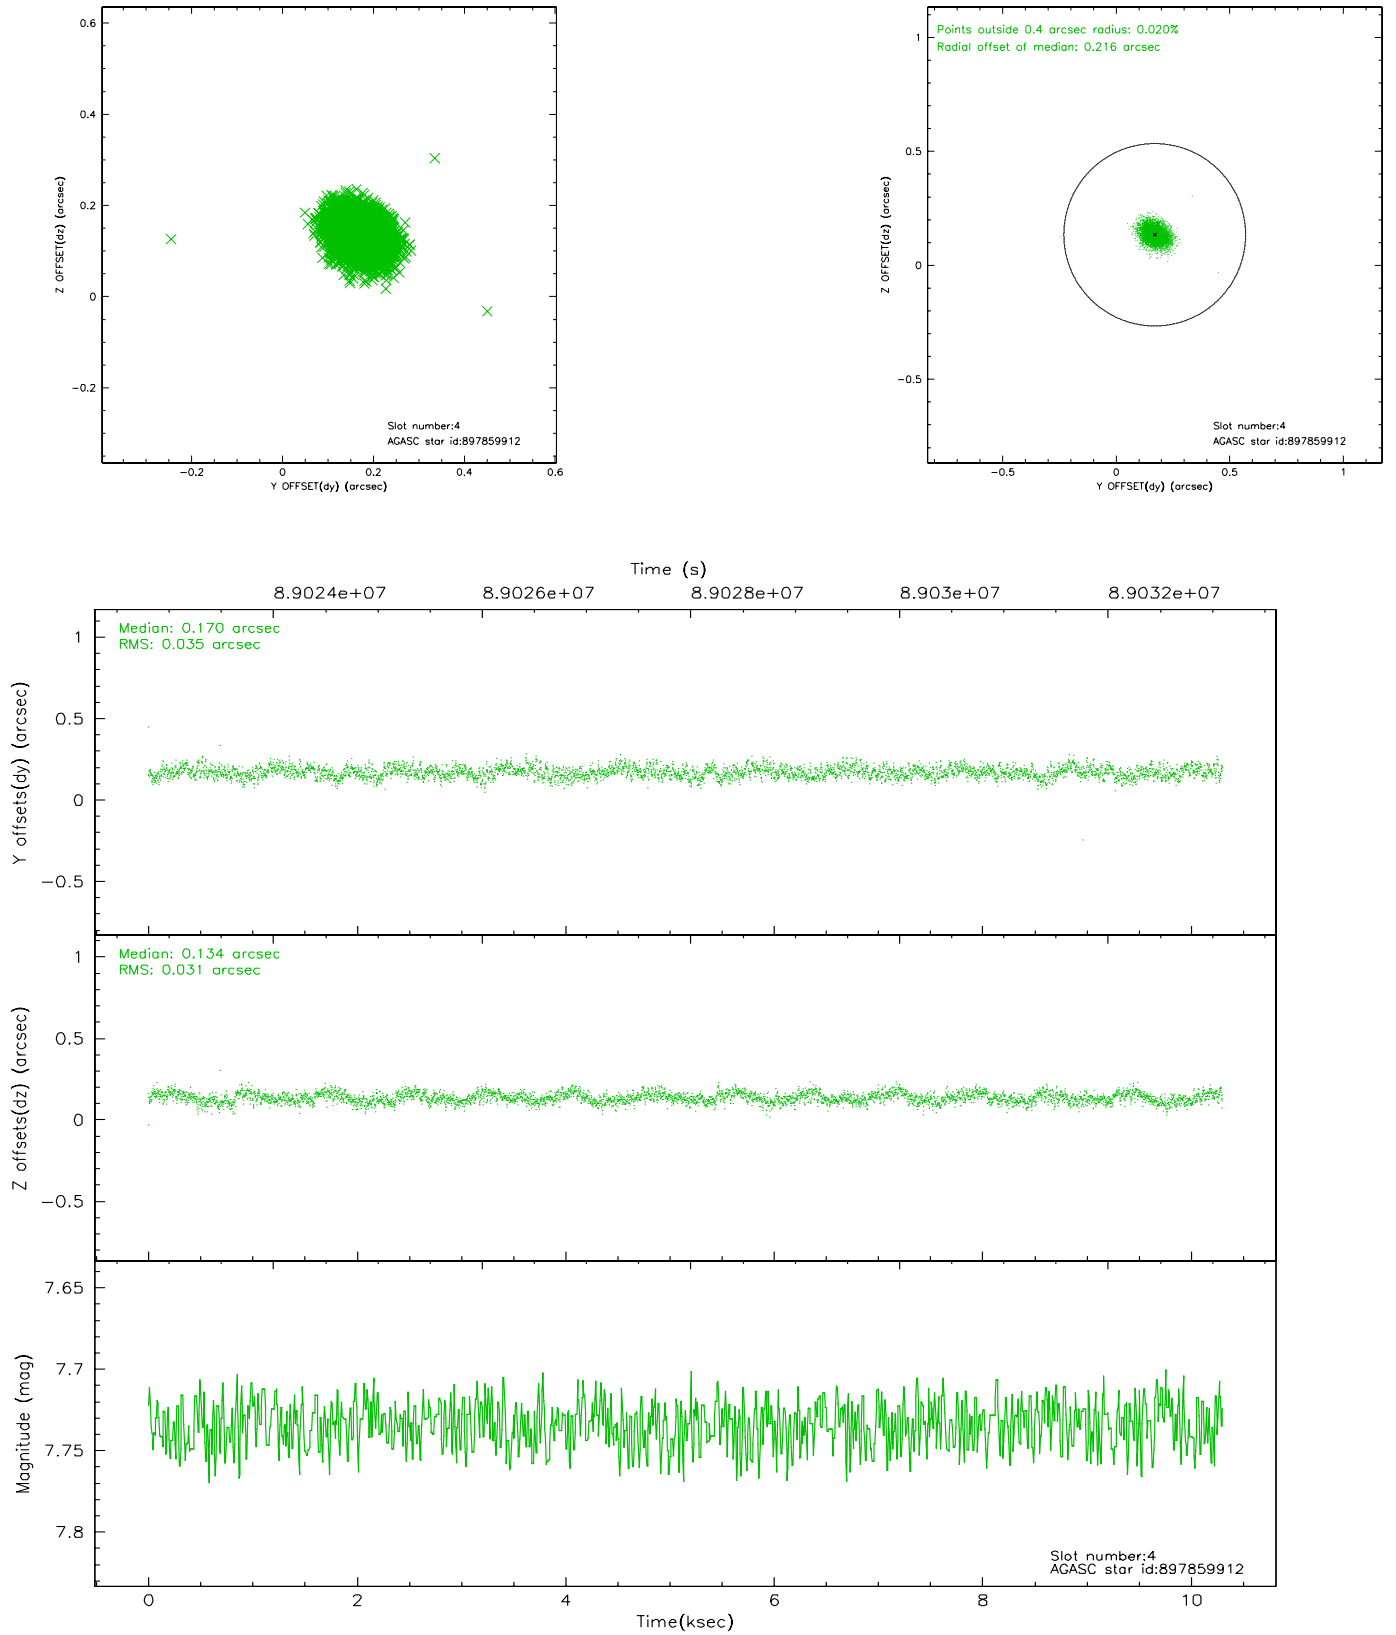 0.6
0.4
0.2
0
−0.2
Z OFFSET(dz) (arcsec)
Slot number:4
AGASC star id:897859912
−0.2
0
0.2
0.4
0.6
Y OFFSET(dy) (arcsec)
Points outside 0.4 arcsec radius: 0.020%
Radial offset of median: 0.216 arcsec
1
0.5
0
−0.5
Z OFFSET(dz) (arcsec)
Slot number:4
AGASC star id:897859912
−0.5
0
0.5
1
Y OFFSET(dy) (arcsec)
Time (s)
8.9024e+07
8.9026e+07
8.9028e+07
8.903e+07
8.9032e+07
Median: 0.170 arcsec
RMS: 0.035 arcsec
1
0.5
0
−0.5
Y offsets(dy) (arcsec)
Median: 0.134 arcsec
RMS: 0.031 arcsec
1
0.5
0
−0.5
Z offsets(dz) (arcsec)
7.65
7.7
7.75
7.8
Magnitude (mag)
Slot number:4
AGASC star id:897859912
0
2
4
6
8
10
Time(ksec)